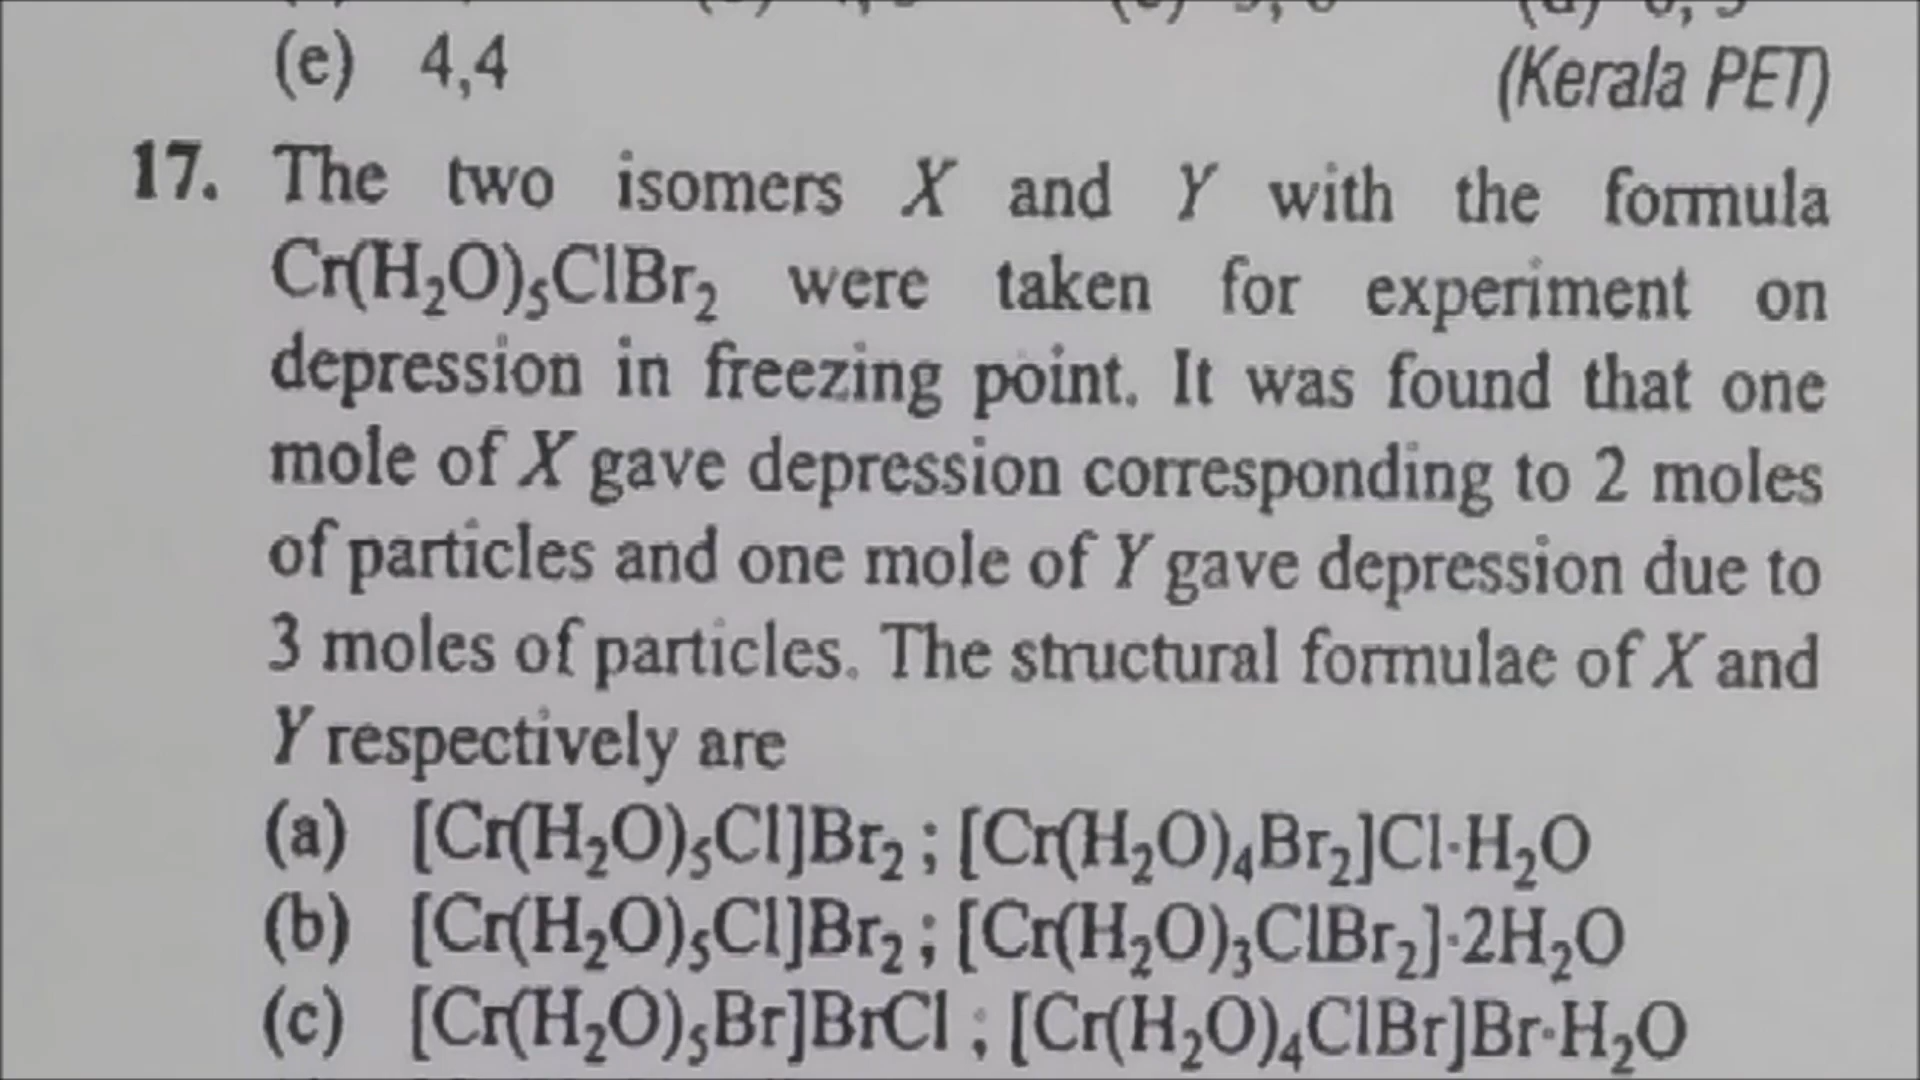 (e) 4,4
(Kerala PET)
17. The two isomers X and Y with the formula
Cr(H₂O)₅ClBr₂ were taken for experiment on
depression in freezing point. It was found that one
mole of X gave depression corresponding to 2 moles
of particles and one mole of Y gave depression due to
3 moles of particles. The structural formulae of X and
Y respectively are
(a) [Cr(H₂O)₅Cl]Br₂ ; [Cr(H₂O)₄Br₂]Cl·H₂O
(b) [Cr(H₂O)₅Cl]Br₂ ; [Cr(H₂O)₃ClBr₂]·2H₂O
(c) [Cr(H₂O)₅Br]BrCl ; [Cr(H₂O)₄ClBr]Br·H₂O